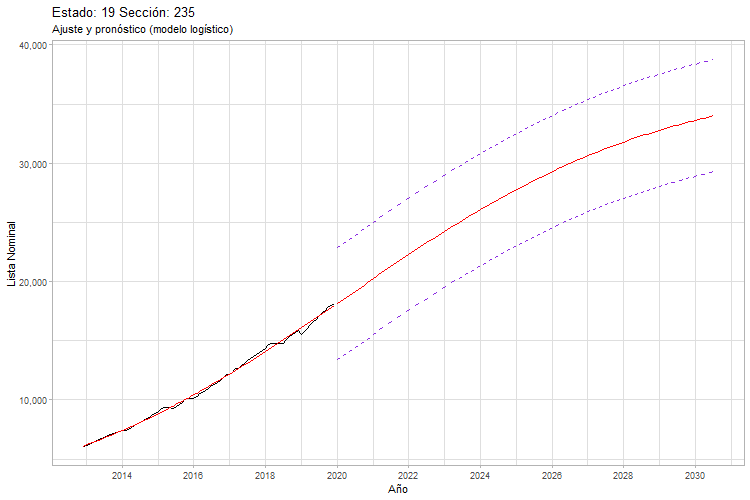 Estado: 19 Sección: 235
Ajuste y pronóstico (modelo logístico)
40,000
30,000
20,000
10,000
Lista Nominal
2014 2016 2018 2020 2022 2024 2026 2028 2030
Año